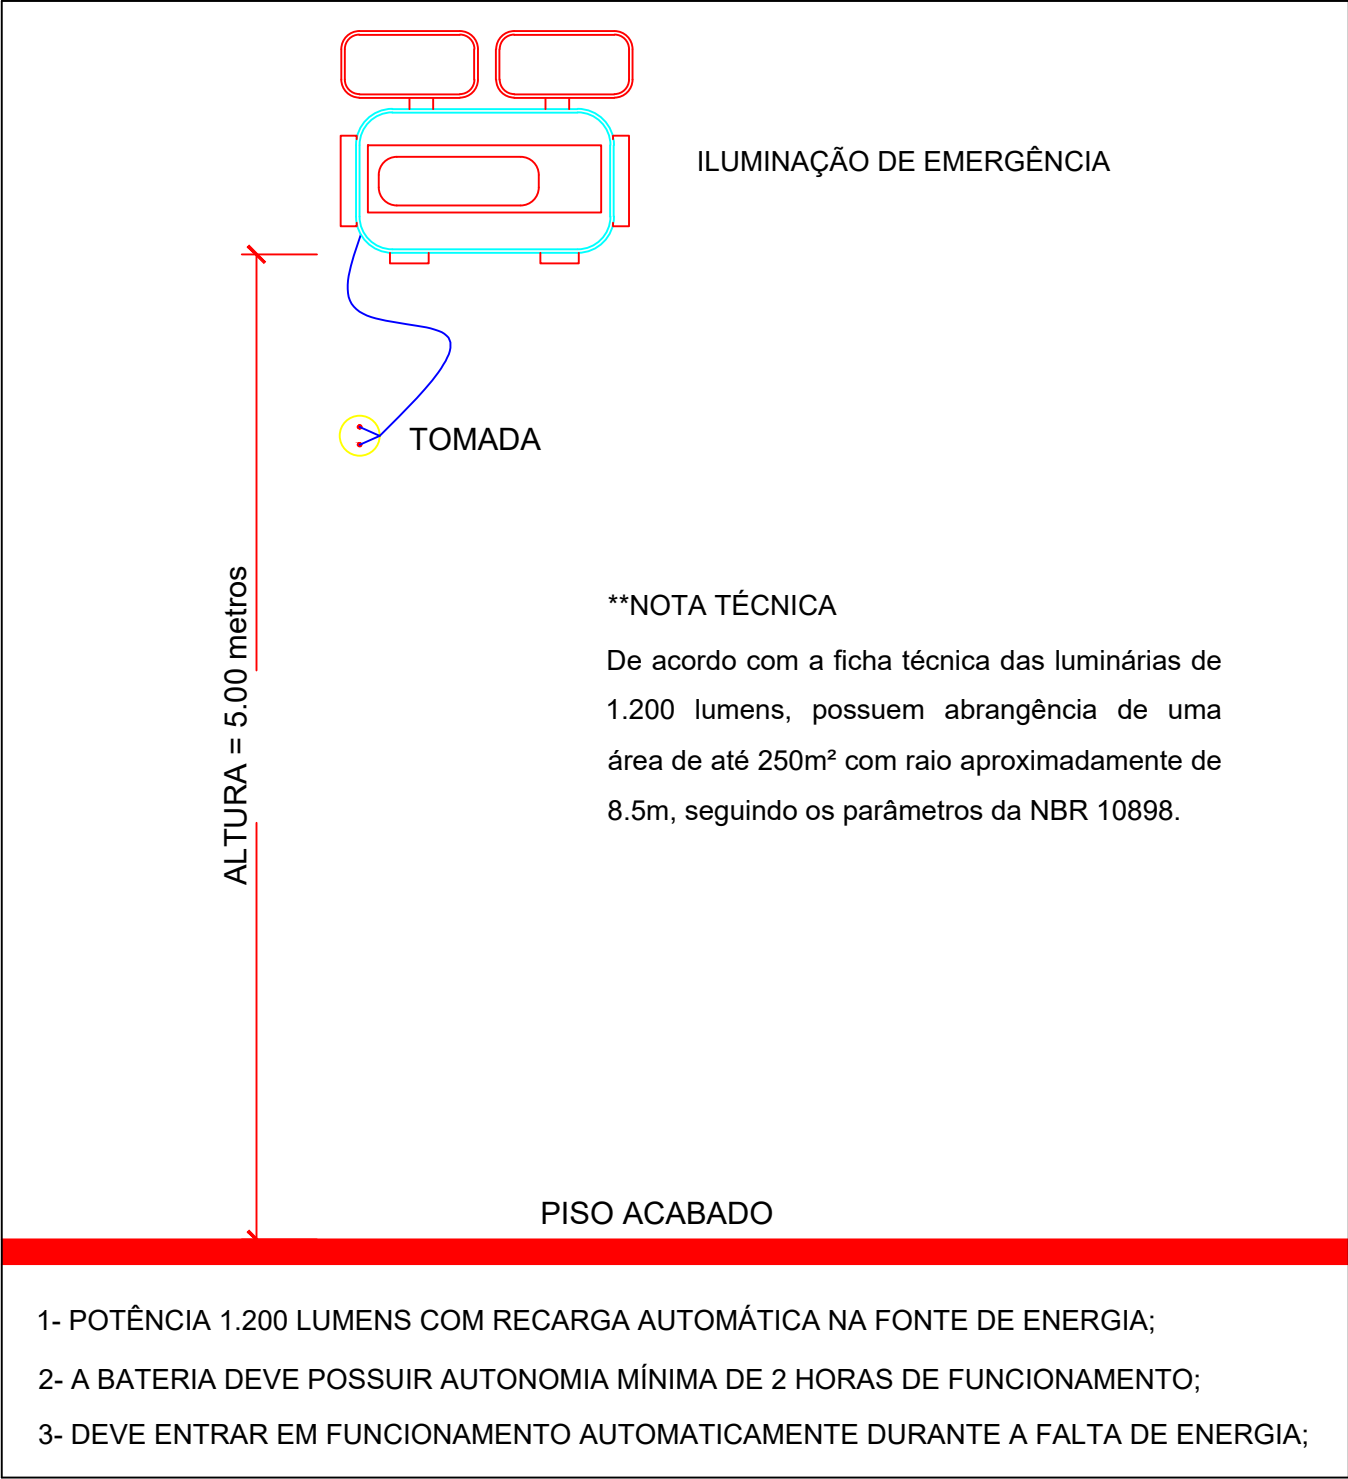 ILUMINAÇÃO DE EMERGÊNCIA
TOMADA
ALTURA = 5.00 metros
**NOTA TÉCNICA
De acordo com a ficha técnica das luminárias de
1.200 lumens, possuem abrangência de uma
área de até 250m² com raio aproximadamente de
8.5m, seguindo os parâmetros da NBR 10898.
PISO ACABADO
1- POTÊNCIA 1.200 LUMENS COM RECARGA AUTOMÁTICA NA FONTE DE ENERGIA;
2- A BATERIA DEVE POSSUIR AUTONOMIA MÍNIMA DE 2 HORAS DE FUNCIONAMENTO;
3- DEVE ENTRAR EM FUNCIONAMENTO AUTOMATICAMENTE DURANTE A FALTA DE ENERGIA;